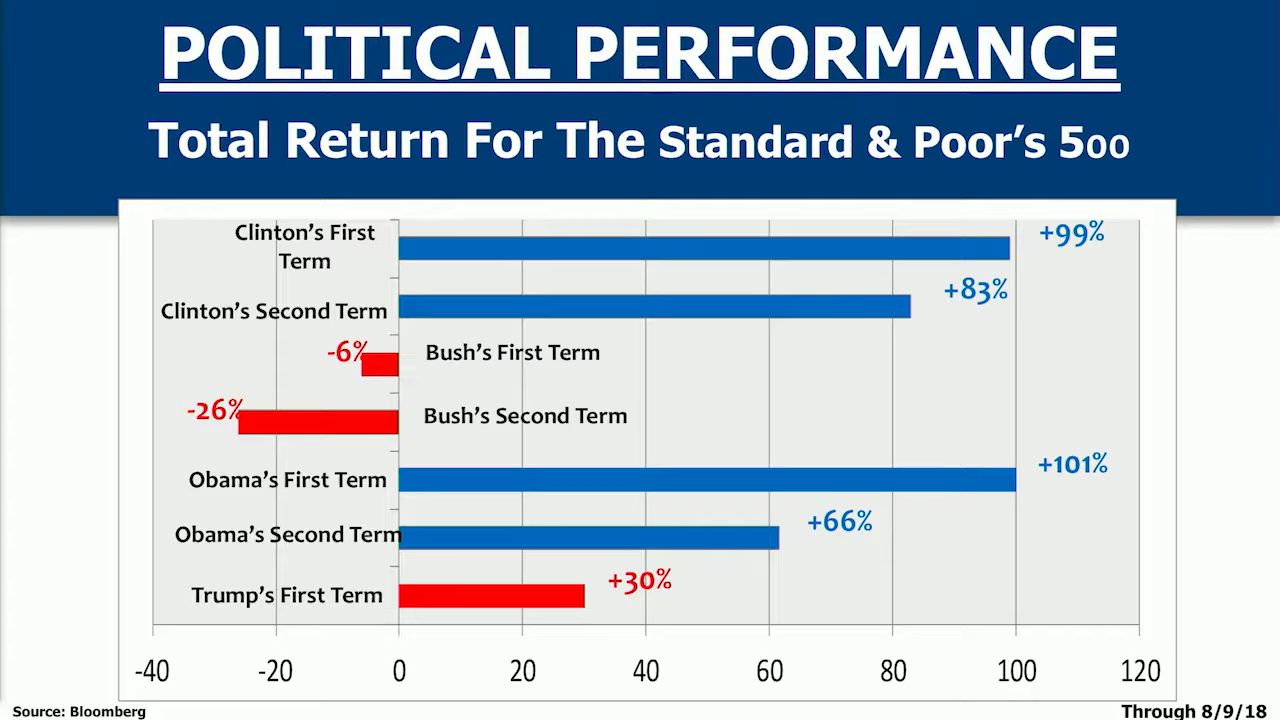 POLITICAL PERFORMANCE
Total Return For The Standard & Poor’s 500
Clinton’s First
Term
+99%
Clinton’s Second Term
+83%
-6%
Bush’s First Term
-26%
Bush’s Second Term
Obama’s First Term
+101%
Obama’s Second Term
+66%
Trump’s First Term
+30%
-40 -20 0 20 40 60 80 100 120
Source: Bloomberg
Through 8/9/18